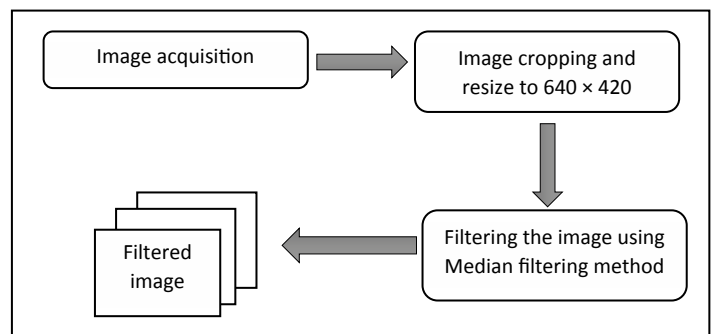 Image acquisition
Image cropping and
resize to 640 × 420
Filtering the image using
Median filtering method
Filtered
image